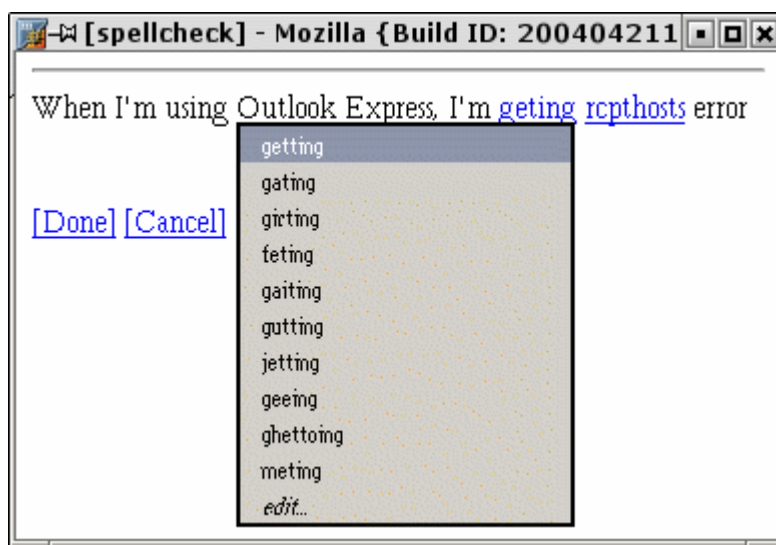 [spellcheck] - Mozilla {Build ID: 200404211
When I'm using Outlook Express, I'm geting rcpthosts error
getting
gating
girting
feting
gaiting
gutting
jetting
geeing
ghettoing
meting
edit...
[Done] [Cancel]